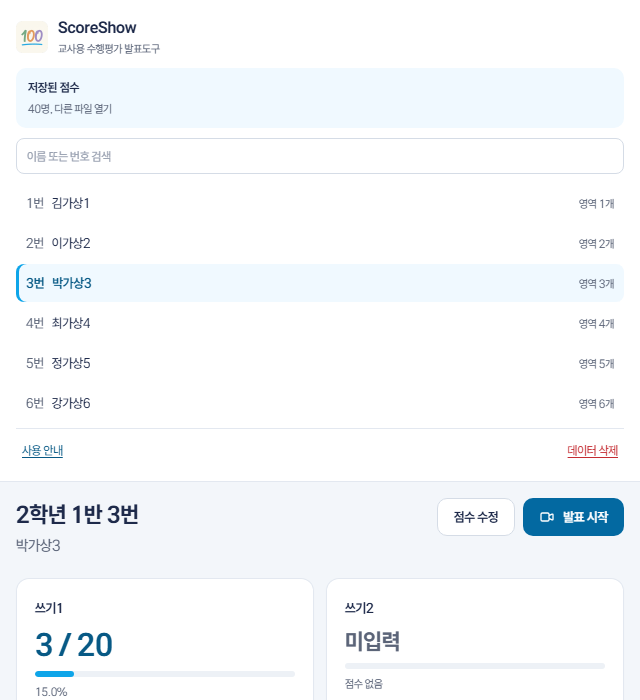 100
ScoreShow
교사용 수행평가 발표도구
저장된 점수
40명, 다른 파일 열기
이름 또는 번호 검색
1번 김가상1 영역 1개
2번 이가상2 영역 2개
3번 박가상3 영역 3개
4번 최가상4 영역 4개
5번 정가상5 영역 5개
6번 강가상6 영역 6개
사용 안내 데이터 삭제
2학년 1반 3번
박가상3
점수 수정 발표 시작
쓰기1
3 / 20
15.0%
쓰기2
미입력
점수 없음